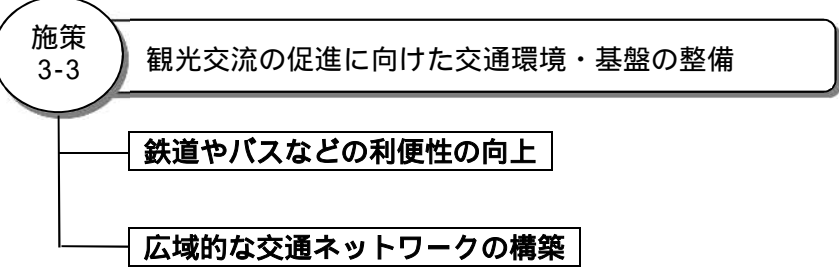 施策
3-3
観光交流の促進に向けた交通環境・基盤の整備
鉄道やバスなどの利便性の向上
広域的な交通ネットワークの構築